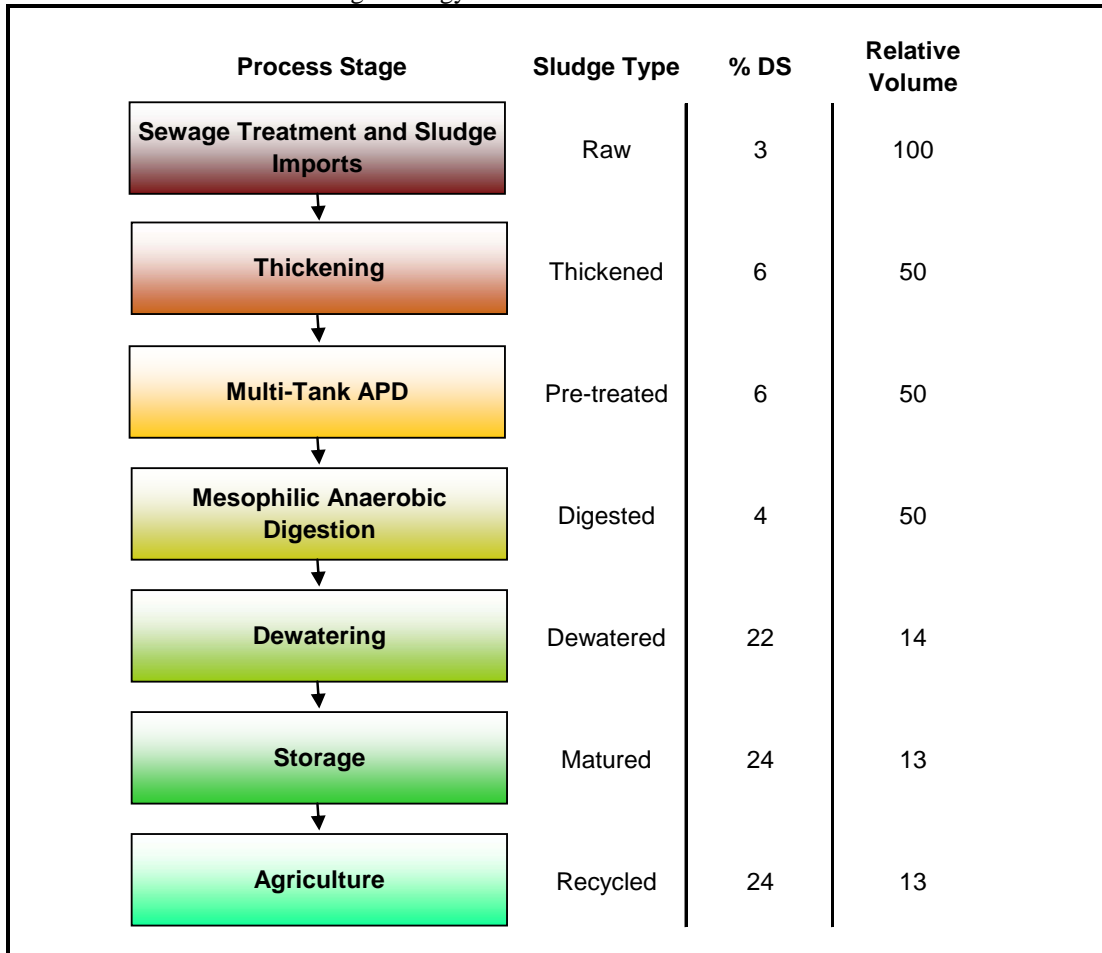 Process Stage Sludge Type % DS Relative
Volume
Sewage Treatment and Sludge
Imports Raw 3 100
Thickening Thickened 6 50
Multi-Tank APD Pre-treated 6 50
Mesophilic Anaerobic
Digestion Digested 4 50
Dewatering Dewatered 22 14
Storage Matured 24 13
Agriculture Recycled 24 13